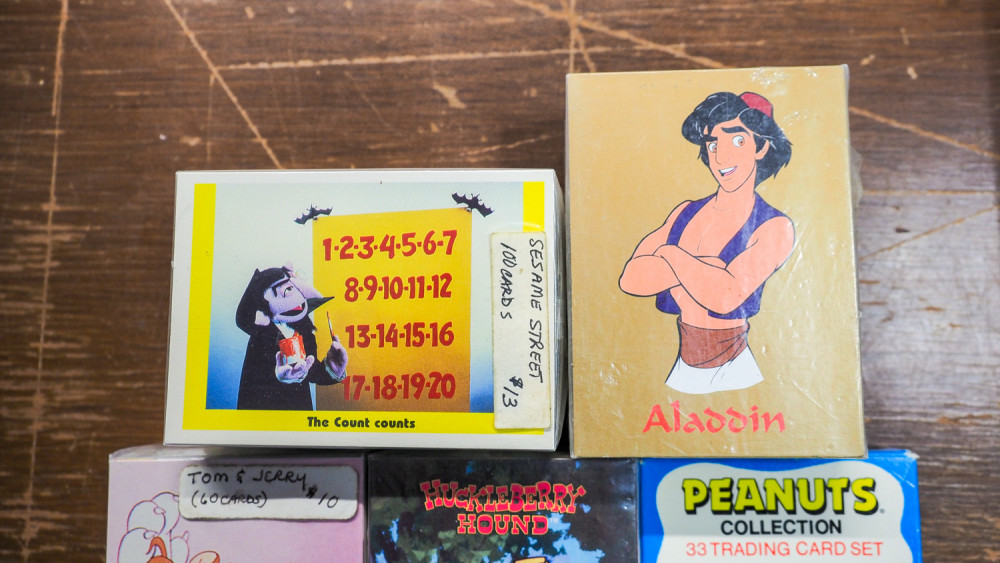 1-2-3-4-5-6-7
8-9-10-11-12
13-14-15-16
17-18-19-20
The Count counts
SESAME STREET
100 CARDS
$13
Aladdin
TOM & JERRY
(60 CARDS) $10
HUCKLEBERRY
HOUND
PEANUTS
COLLECTION
33 TRADING CARD SET